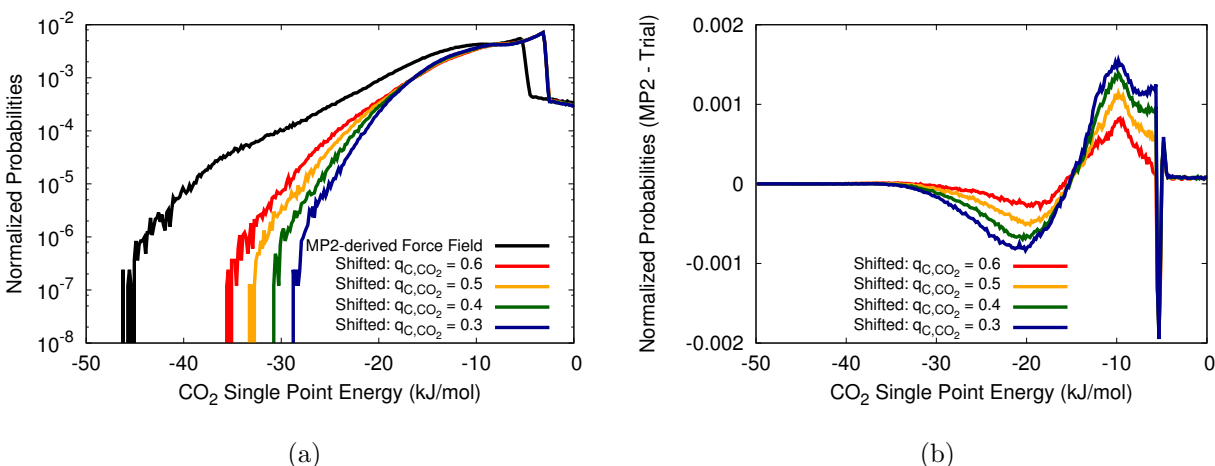 Normalized Probabilities
10^-2
10^-3
10^-4
10^-5
10^-6
10^-7
10^-8
MP2-derived Force Field
Shifted: q_C,CO2 = 0.6
Shifted: q_C,CO2 = 0.5
Shifted: q_C,CO2 = 0.4
Shifted: q_C,CO2 = 0.3
-50 -40 -30 -20 -10 0
CO2 Single Point Energy (kJ/mol)
(a)
Normalized Probabilities (MP2 - Trial)
0.002
0.001
0
-0.001
-0.002
Shifted: q_C,CO2 = 0.6
Shifted: q_C,CO2 = 0.5
Shifted: q_C,CO2 = 0.4
Shifted: q_C,CO2 = 0.3
-50 -40 -30 -20 -10 0
CO2 Single Point Energy (kJ/mol)
(b)